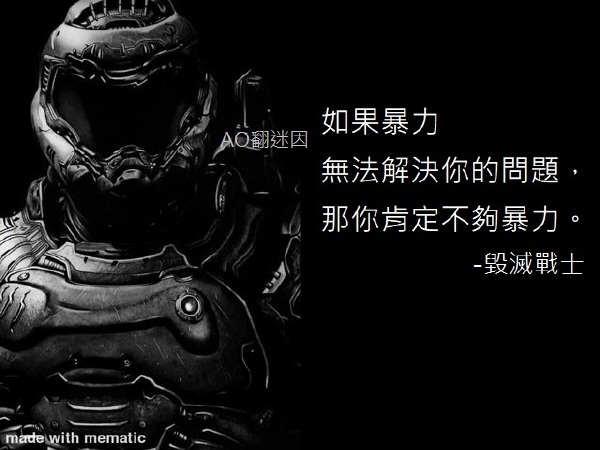 如果暴力
無法解決你的問題，
那你肯定不夠暴力。
-毀滅戰士
AO翻迷因
made with mematic